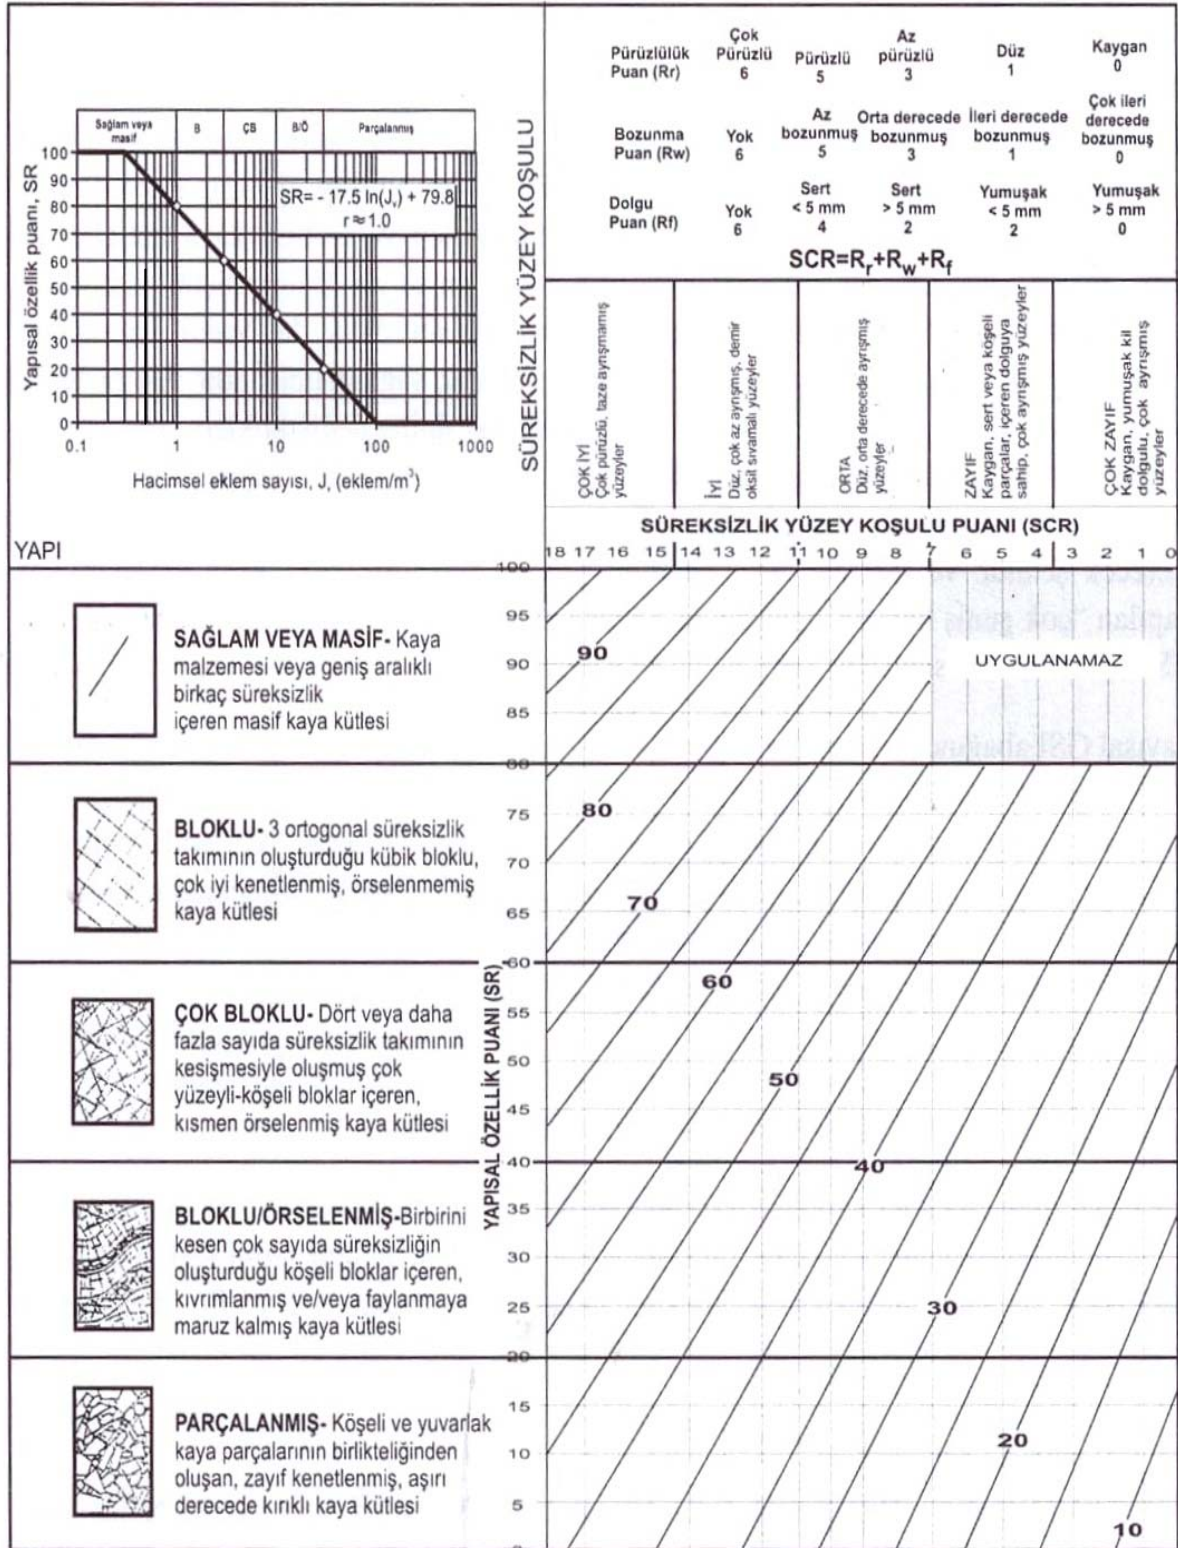 Pürüzlülük
Puan (Rr)
Çok
Pürüzlü
6
Pürüzlü
5
Az
pürüzlü
3
Düz
1
Kaygan
0
Bozunma
Puan (Rw)
Yok
6
Az
bozunmuş
5
Orta derecede
bozunmuş
3
İleri derecede
bozunmuş
1
Çok ileri
derecede
bozunmuş
0
Dolgu
Puan (Rf)
Yok
6
Sert
< 5 mm
4
Sert
> 5 mm
2
Yumuşak
< 5 mm
2
Yumuşak
> 5 mm
0
SCR=Rr+Rw+Rf
Sağlam veya
masif
B
ÇB
B/Ö
Parçalanmış
SR= - 17.5 ln(Jv) + 79.8
r ≈ 1.0
Yapısal özellik puanı, SR
100
90
80
70
60
50
40
30
20
10
0
0.1 1 10 100 1000
Hacimsel eklem sayısı, Jv (eklem/m³)
SÜREKSİZLİK YÜZEY KOŞULU
ÇOK İYİ
Çok pürüzlü, taze ayrışmamış
yüzeyler
İYİ
Düz, çok az ayrışmış, demir
oksit sıvamalı yüzeyler
ORTA
Düz, orta derecede ayrışmış
yüzeyler
ZAYIF
Kaygan, sert veya köşeli
parçalar, içeren dolguya
sahip, çok ayrışmış yüzeyler
ÇOK ZAYIF
Kaygan, yumuşak kil
dolgulu, çok ayrışmış
yüzeyler
SÜREKSİZLİK YÜZEY KOŞULU PUANI (SCR)
YAPI
18 17 16 15 14 13 12 11 10 9 8 7 6 5 4 3 2 1 0
SAĞLAM VEYA MASİF- Kaya
malzemesi veya geniş aralıklı
birkaç süreksizlik
içeren masif kaya kütlesi
BLOKLU- 3 ortogonal süreksizlik
takımının oluşturduğu kübik bloklu,
çok iyi kenetlenmiş, örselenmemiş
kaya kütlesi
ÇOK BLOKLU- Dört veya daha
fazla sayıda süreksizlik takımının
kesişmesiyle oluşmuş çok
yüzeyli-köşeli bloklar içeren,
kısmen örselenmiş kaya kütlesi
BLOKLU/ÖRSELENMİŞ-Birbirini
kesen çok sayıda süreksizliğin
oluşturduğu köşeli bloklar içeren,
kıvrımlanmış ve/veya faylanmaya
maruz kalmış kaya kütlesi
PARÇALANMIŞ- Köşeli ve yuvarlak
kaya parçalarının birlikteliğinden
oluşan, zayıf kenetlenmiş, aşırı
derecede kırıklı kaya kütlesi
YAPISAL ÖZELLİK PUANI (SR)
100
95
90
85
80
75
70
65
60
55
50
45
40
35
30
25
20
15
10
5
0
UYGULANAMAZ
90
80
70
60
50
40
30
20
10